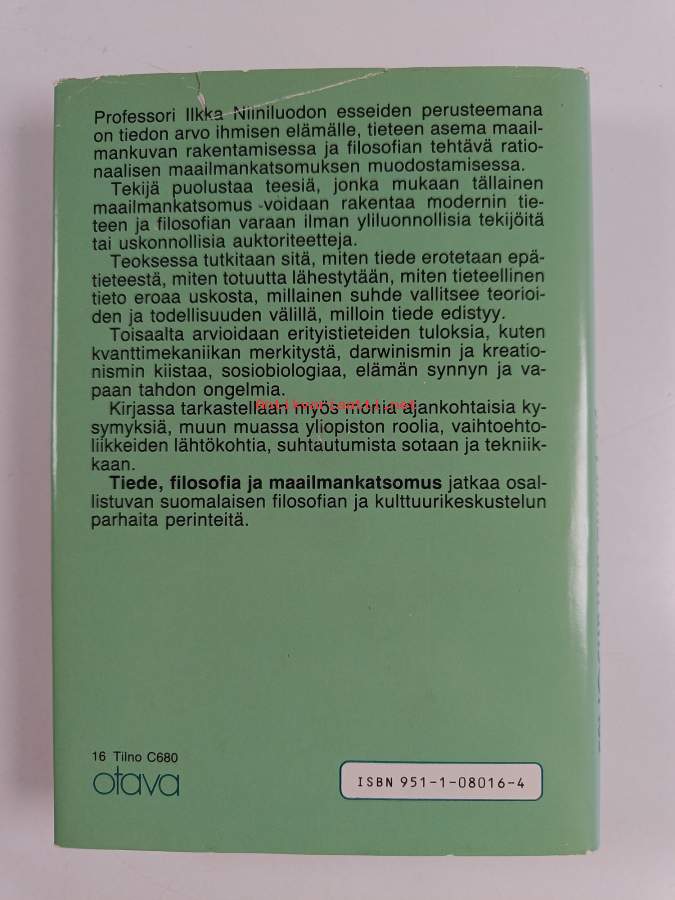 Professori Ilkka Niiniluodon esseiden perusteemana
on tiedon arvo ihmisen elämälle, tieteen asema maail-
mankuvan rakentamisessa ja filosofian tehtävä ratio-
naalisen maailmankatsomuksen muodostamisessa.
Tekijä puolustaa teesiä, jonka mukaan tällainen
maailmankatsomus voidaan rakentaa modernin tie-
teen ja filosofian varaan ilman yliluonnollisia tekijöitä
tai uskonnollisia auktoriteetteja.
Teoksessa tutkitaan sitä, miten tiede erotetaan epä-
tieteestä, miten totuutta lähestytään, miten tieteellinen
tieto eroaa uskosta, millainen suhde vallitsee teorioi-
den ja todellisuuden välillä, milloin tiede edistyy.
Toisaalta arvioidaan erityistieteiden tuloksia, kuten
kvanttimekaniikan merkitystä, darwinismin ja kreatio-
nismin kiistaa, sosiobiologiaa, elämän synnyn ja va-
paan tahdon ongelmia.
Kirjassa tarkastellaan myös monia ajankohtaisia ky-
symyksiä, muun muassa yliopiston roolia, vaihtoehto-
liikkeiden lähtökohtia, suhtautumista sotaan ja tekniik-
kaan.
Tiede, filosofia ja maailmankatsomus jatkaa osal-
listuvan suomalaisen filosofian ja kulttuurikeskustelun
parhaita perinteitä.
16 Tilno C680
otava
ISBN 951-1-08016-4